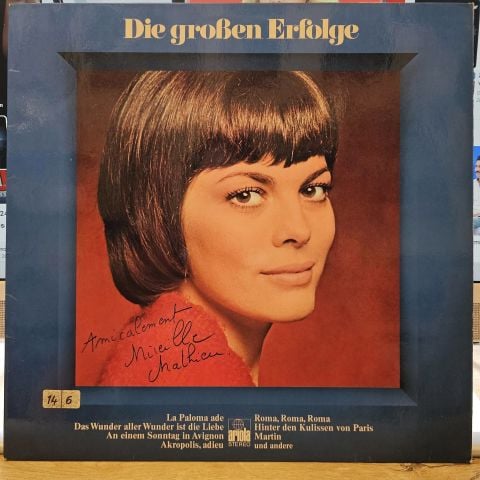 Die großen Erfolge
Amicalement
Mireille
Mathieu.
14 6
La Paloma ade
Das Wunder aller Wunder ist die Liebe
An einem Sonntag in Avignon
Akropolis, adieu
ariola
STEREO
Roma, Roma, Roma
Hinter den Kulissen von Paris
Martin
und andere